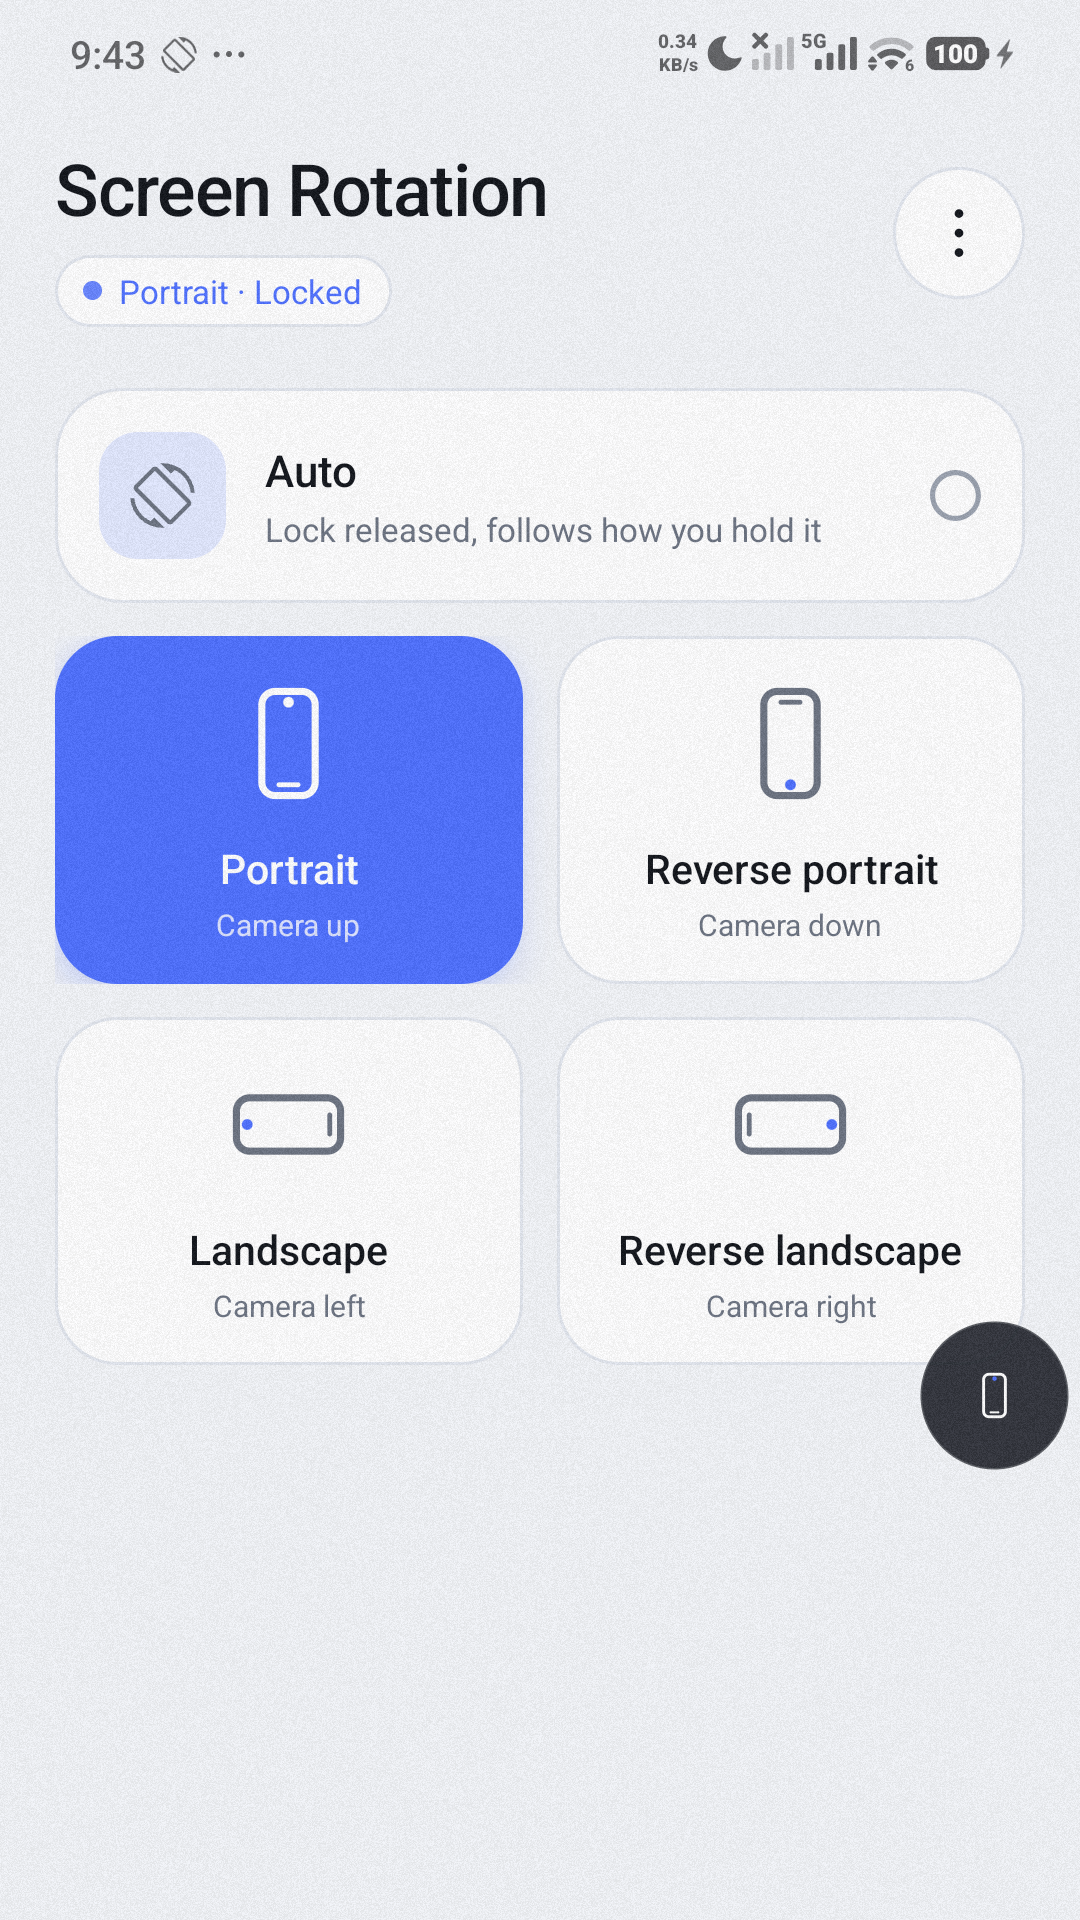 9:43 0.34 KB/s 5G 6 100
Screen Rotation
Portrait · Locked
Auto
Lock released, follows how you hold it
Portrait
Camera up
Reverse portrait
Camera down
Landscape
Camera left
Reverse landscape
Camera right